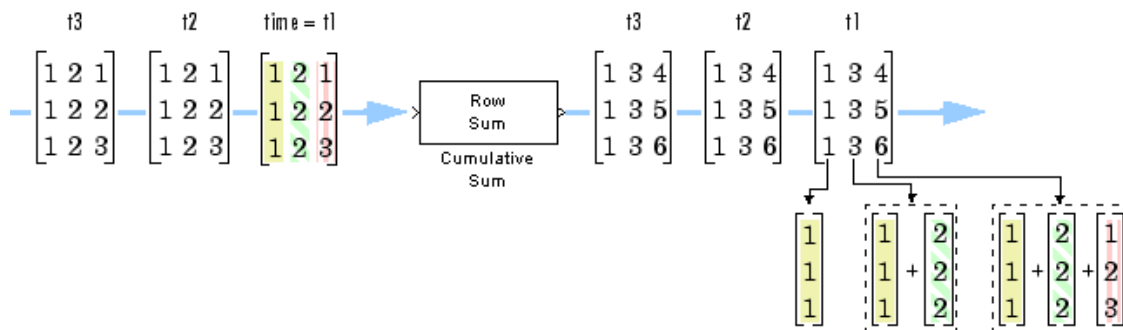 t3 t2 time = t1 t3 t2 t1
1 2 1 1 2 1 1 2 1 1 3 4 1 3 4 1 3 4
1 2 2 1 2 2 1 2 2 Row Sum 1 3 5 1 3 5 1 3 5
1 2 3 1 2 3 1 2 3 1 3 6 1 3 6 1 3 6
Cumulative
Sum
1 1 2 1 2 1
1 1 + 2 1 + 2 + 2
1 1 2 1 2 3